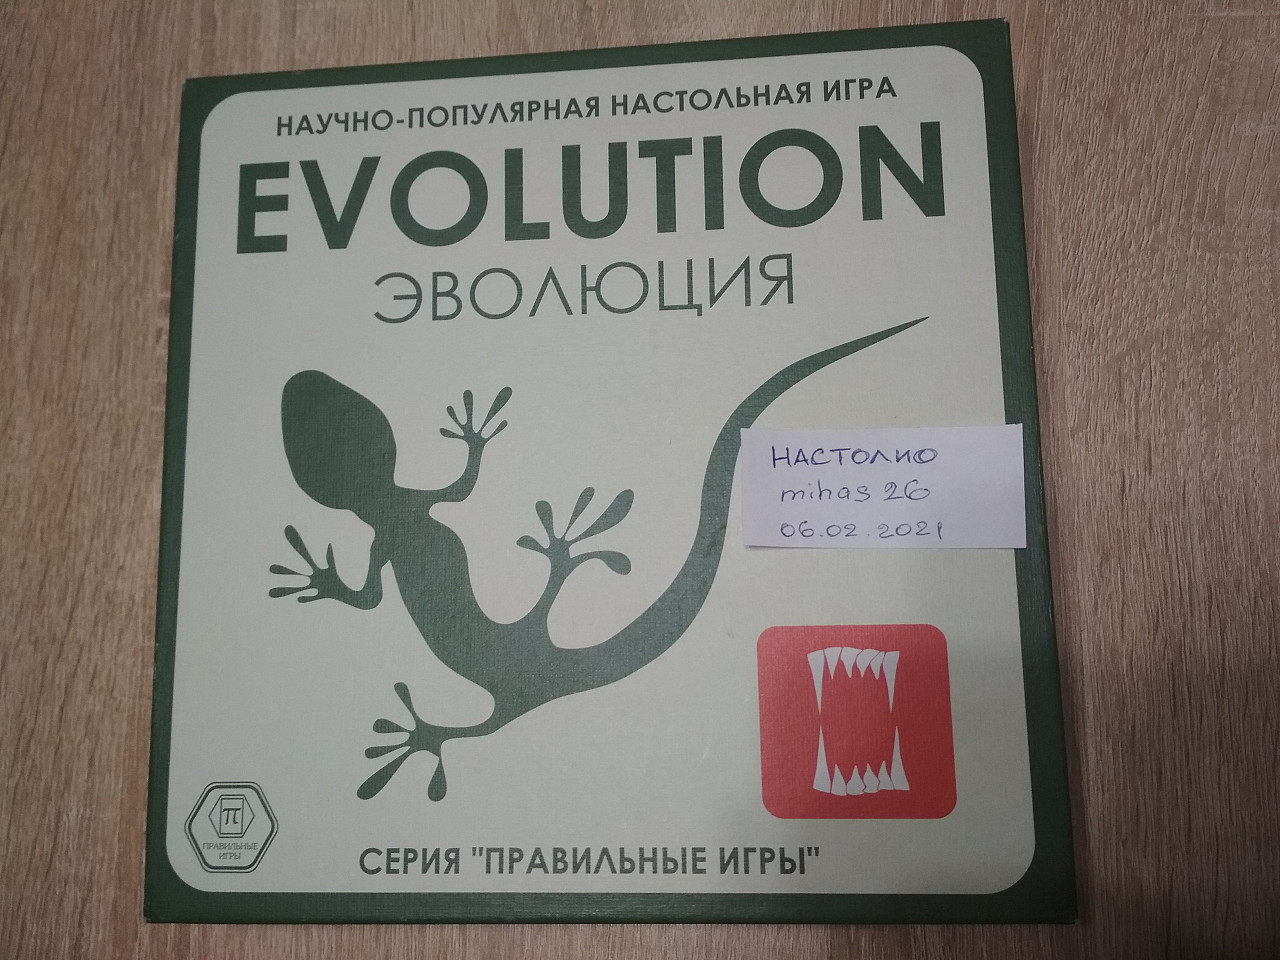 НАУЧНО-ПОПУЛЯРНАЯ НАСТОЛЬНАЯ ИГРА
EVOLUTION
ЭВОЛЮЦИЯ
НАСТОЛИО
mihas 26
06.02.2021
π
ПРАВИЛЬНЫЕ
ИГРЫ
СЕРИЯ "ПРАВИЛЬНЫЕ ИГРЫ"